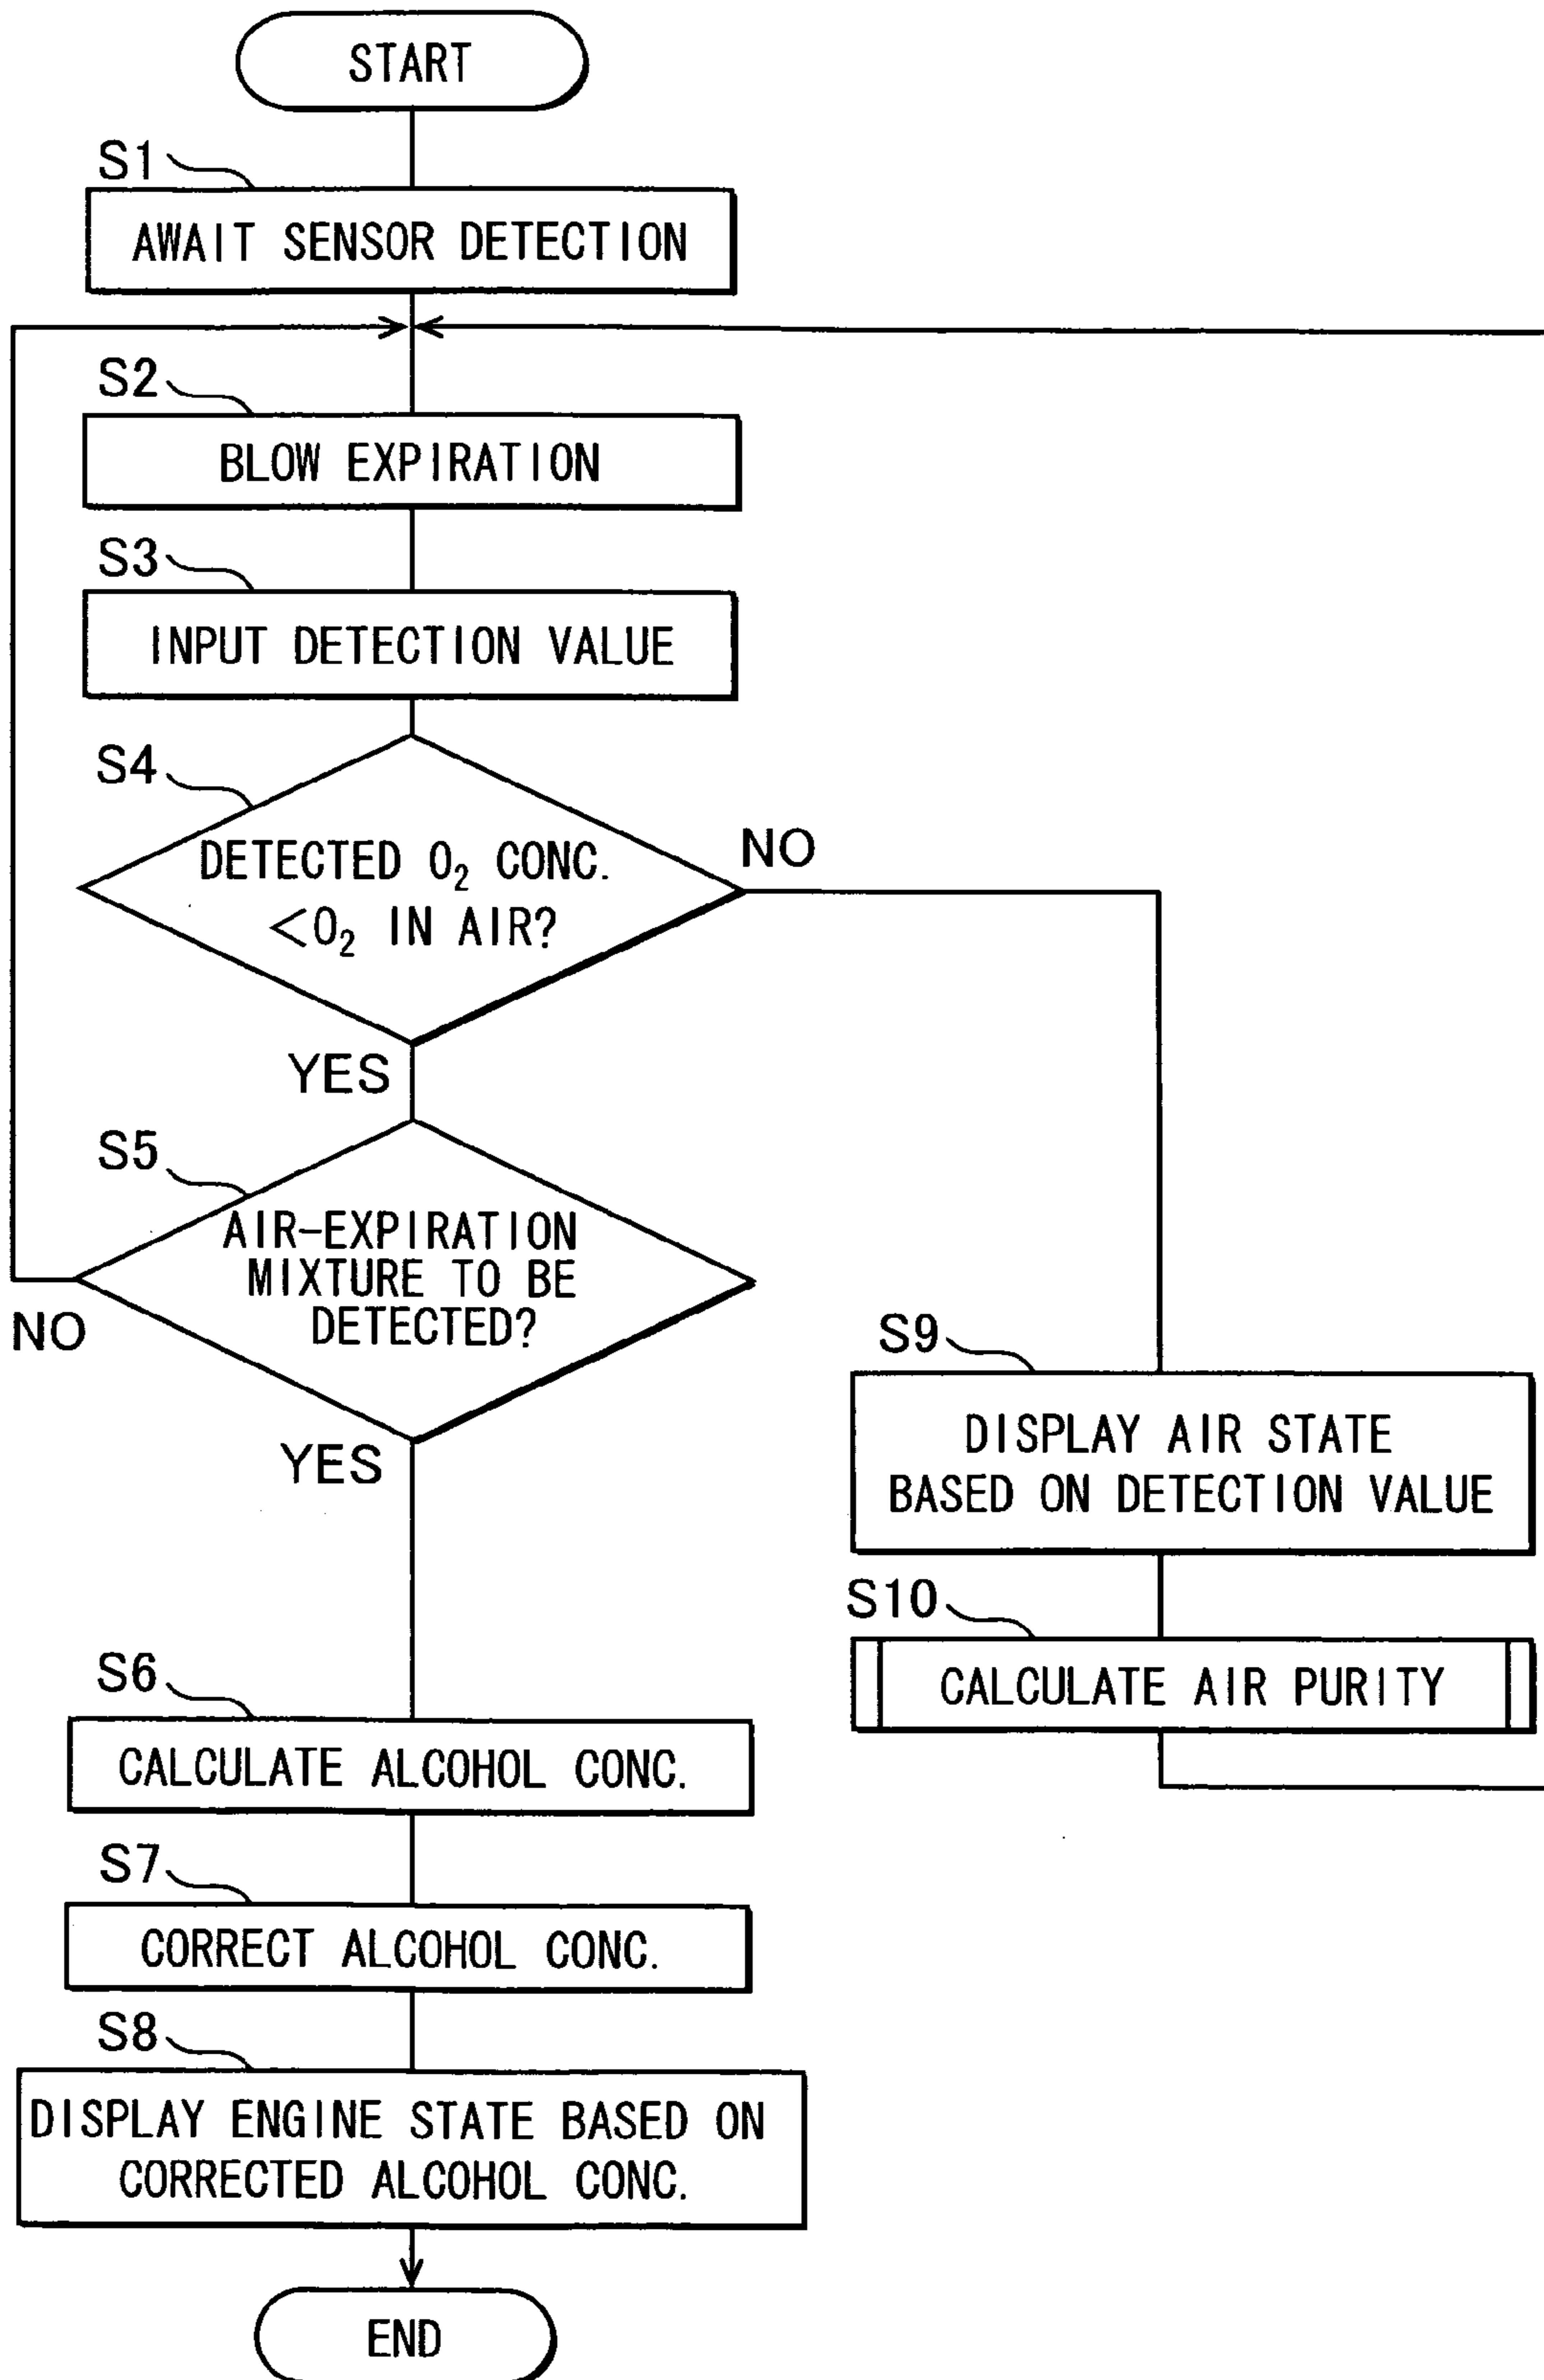 START
S1
AWAIT SENSOR DETECTION
S2
BLOW EXPIRATION
S3
INPUT DETECTION VALUE
S4
DETECTED O₂ CONC.
<O₂ IN AIR?
NO
YES
S5
AIR-EXPIRATION
MIXTURE TO BE
DETECTED?
NO
YES
S9
DISPLAY AIR STATE
BASED ON DETECTION VALUE
S10
CALCULATE AIR PURITY
S6
CALCULATE ALCOHOL CONC.
S7
CORRECT ALCOHOL CONC.
S8
DISPLAY ENGINE STATE BASED ON
CORRECTED ALCOHOL CONC.
END